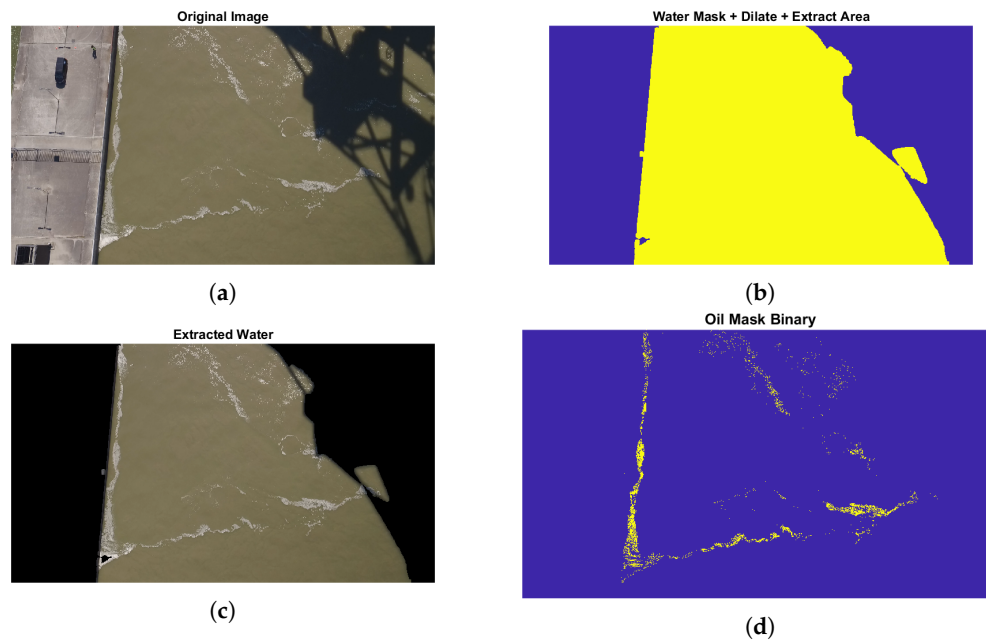 Original Image
Water Mask + Dilate + Extract Area
(a)
(b)
Extracted Water
Oil Mask Binary
(c)
(d)